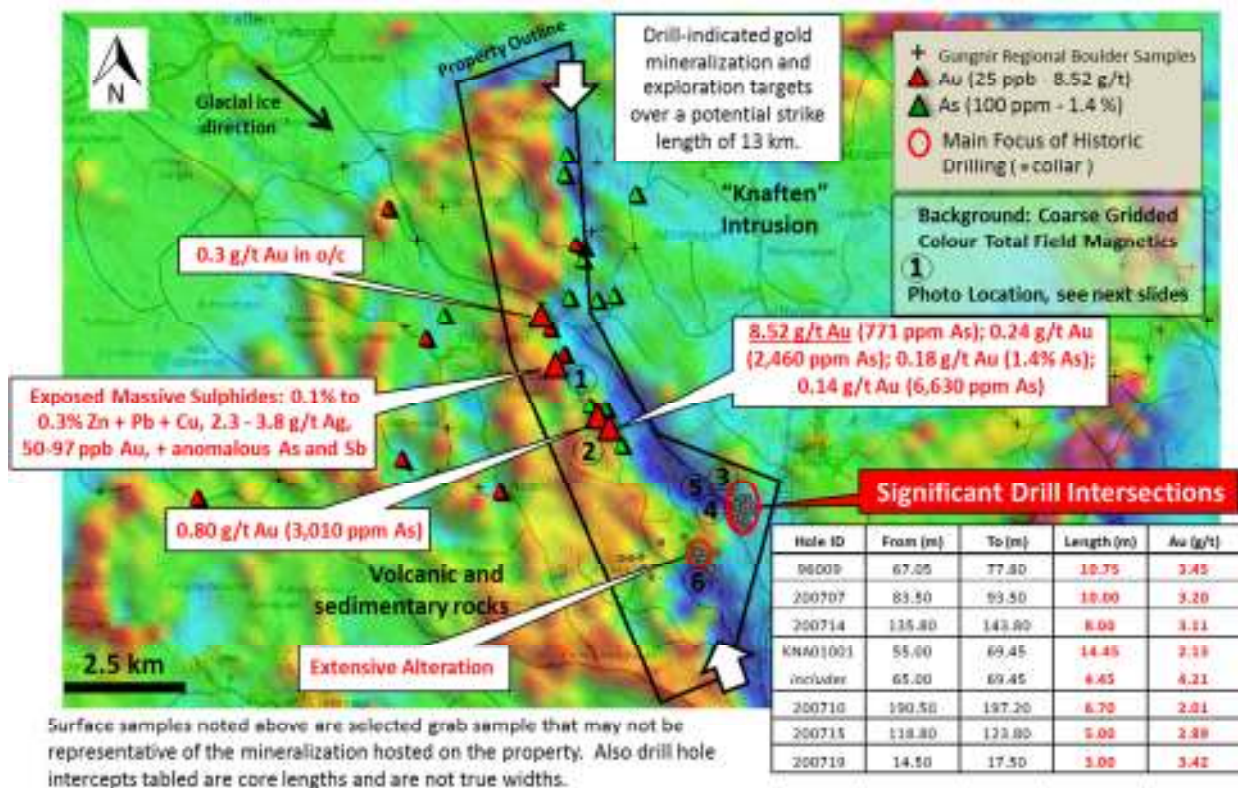 Property Outline
N
Glacial ice
direction
Drill-indicated gold
mineralization and
exploration targets
over a potential strike
length of 13 km.
+ Gungnir Regional Boulder Samples
Au (25 ppb - 8.52 g/t)
As (100 ppm - 1.4 %)
Main Focus of Historic
Drilling ( collar )
"Knaften"
Intrusion
Background: Coarse Gridded
Colour Total Field Magnetics
1
Photo Location, see next slides
0.3 g/t Au in o/c
8.52 g/t Au (771 ppm As); 0.24 g/t Au
(2,460 ppm As); 0.18 g/t Au (1.4% As);
0.14 g/t Au (6,630 ppm As)
Exposed Massive Sulphides: 0.1% to
0.3% Zn + Pb + Cu, 2.3 - 3.8 g/t Ag,
50-97 ppb Au, + anomalous As and Sb
1
2
3
5
4
6
0.80 g/t Au (3,010 ppm As)
Significant Drill Intersections
Volcanic and
sedimentary rocks
Extensive Alteration
2.5 km
Hole ID From (m) To (m) Length (m) Au (g/t)
96009 67.05 77.80 10.75 3.45
200707 83.50 93.50 10.00 3.20
200714 135.80 143.80 8.00 3.11
KNA01001 55.00 69.45 14.45 2.13
includes 65.00 69.45 4.45 4.21
200710 190.50 197.20 6.70 2.01
200715 118.80 123.80 5.00 2.89
200719 14.50 17.50 3.00 3.42
Surface samples noted above are selected grab sample that may not be
representative of the mineralization hosted on the property. Also drill hole
intercepts tabled are core lengths and are not true widths.